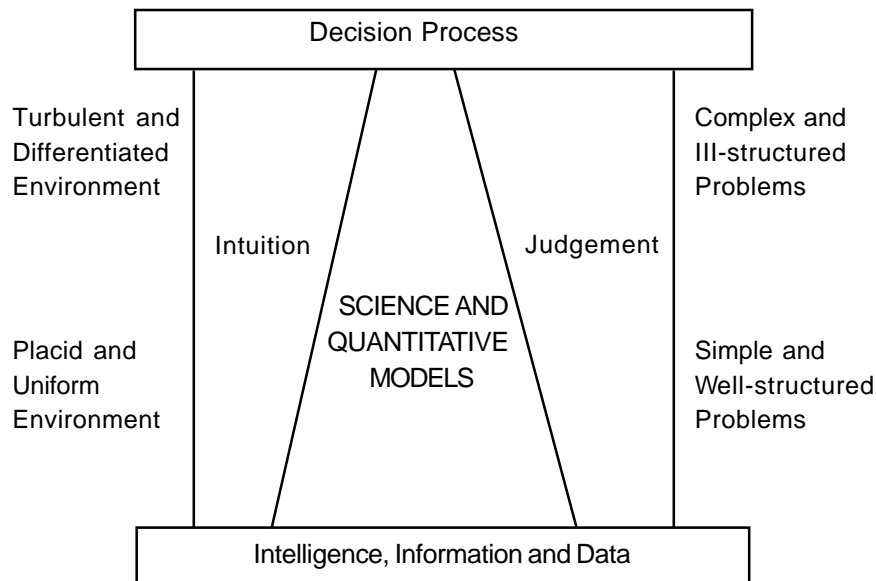 Decision Process
Turbulent and
Differentiated
Environment
Complex and
III-structured
Problems
Intuition
Judgement
SCIENCE AND
QUANTITATIVE
MODELS
Placid and
Uniform
Environment
Simple and
Well-structured
Problems
Intelligence, Information and Data